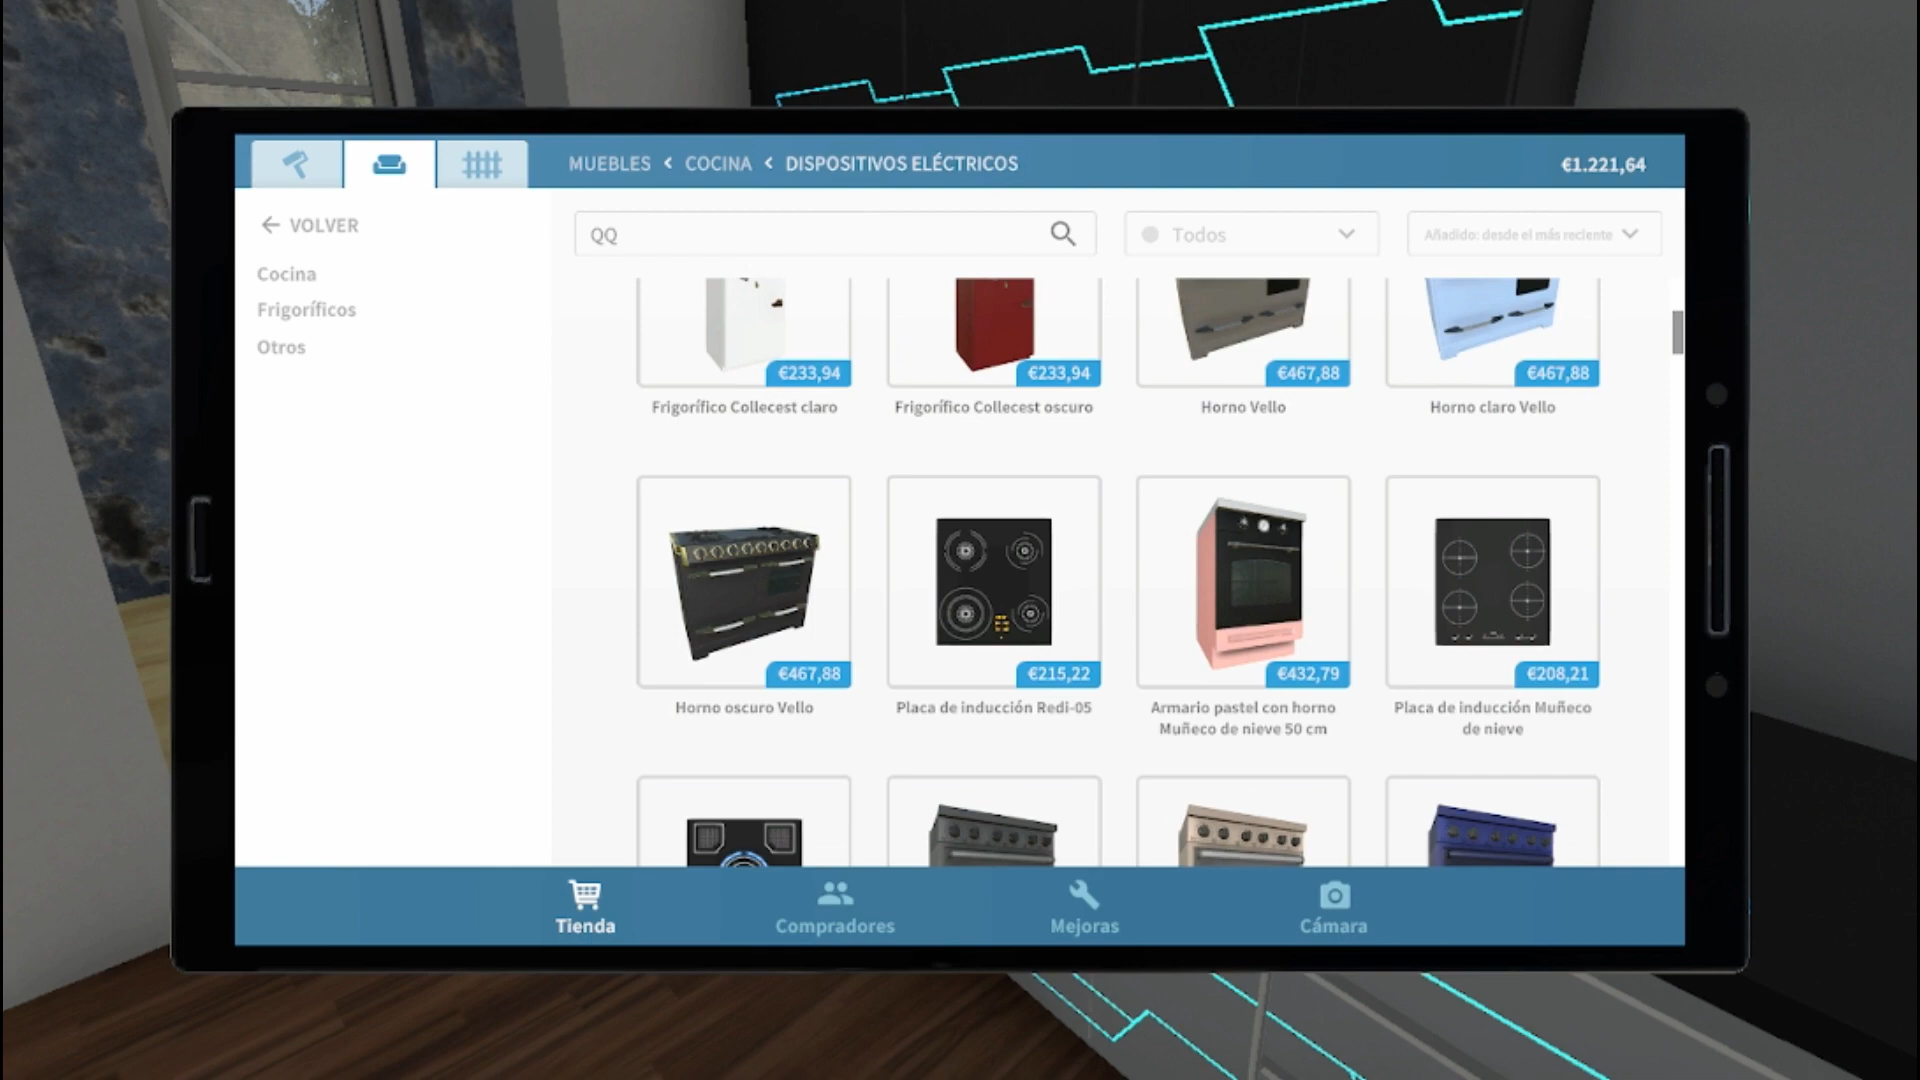 MUEBLES < COCINA < DISPOSITIVOS ELÉCTRICOS
€1.221,64
VOLVER
Cocina
Frigoríficos
Otros
QQ
Todos
Añadido: desde el más reciente
€233,94
€233,94
€467,88
€467,88
Frigorífico Collecest claro
Frigorífico Collecest oscuro
Horno Vello
Horno claro Vello
€467,88
€215,22
€432,79
€208,21
Horno oscuro Vello
Placa de inducción Redi-05
Armario pastel con horno
Muñeco de nieve 50 cm
Placa de inducción Muñeco
de nieve
Tienda
Compradores
Mejoras
Cámara